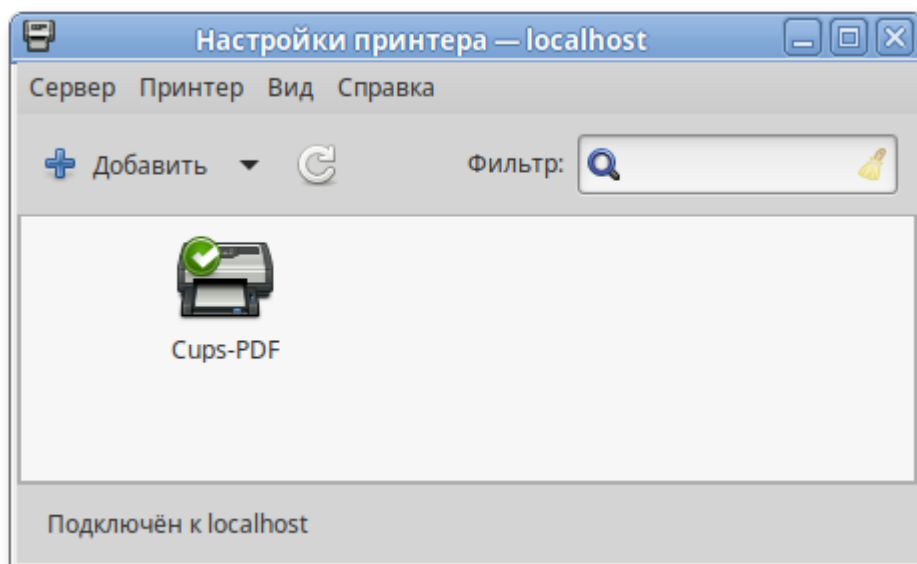 Настройки принтера — localhost
Сервер Принтер Вид Справка
Добавить Фильтр:
Cups-PDF
Подключён к localhost